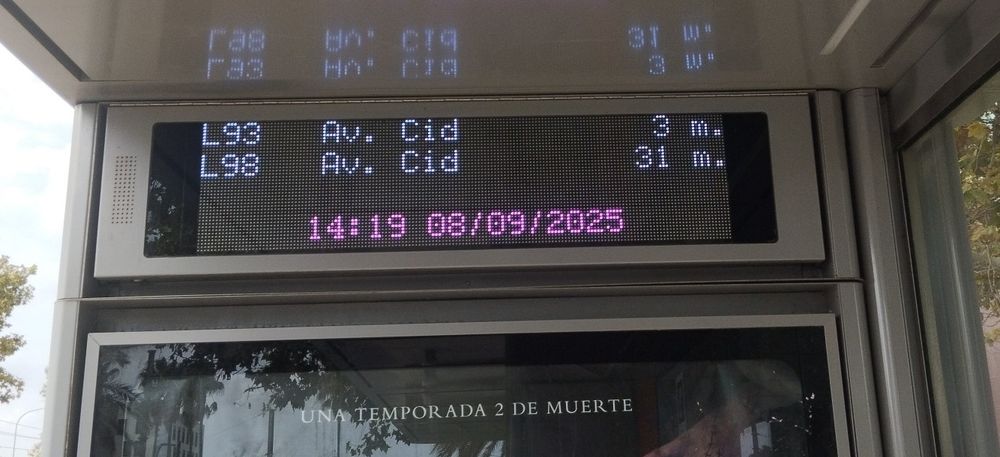 L93 Av. Cid 3 m.
L98 Av. Cid 31 m.
14:19 08/09/2025
UNA TEMPORADA 2 DE MUERTE